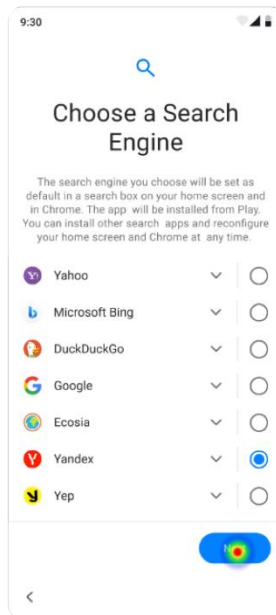 9:30
Choose a Search
Engine
The search engine you choose will be set as
default in a search box on your home screen and
in Chrome. The app will be installed from Play.
You can install other search apps and reconfigure
your home screen and Chrome at any time.
Yahoo
Microsoft Bing
DuckDuckGo
Google
Ecosia
Yandex
Yep